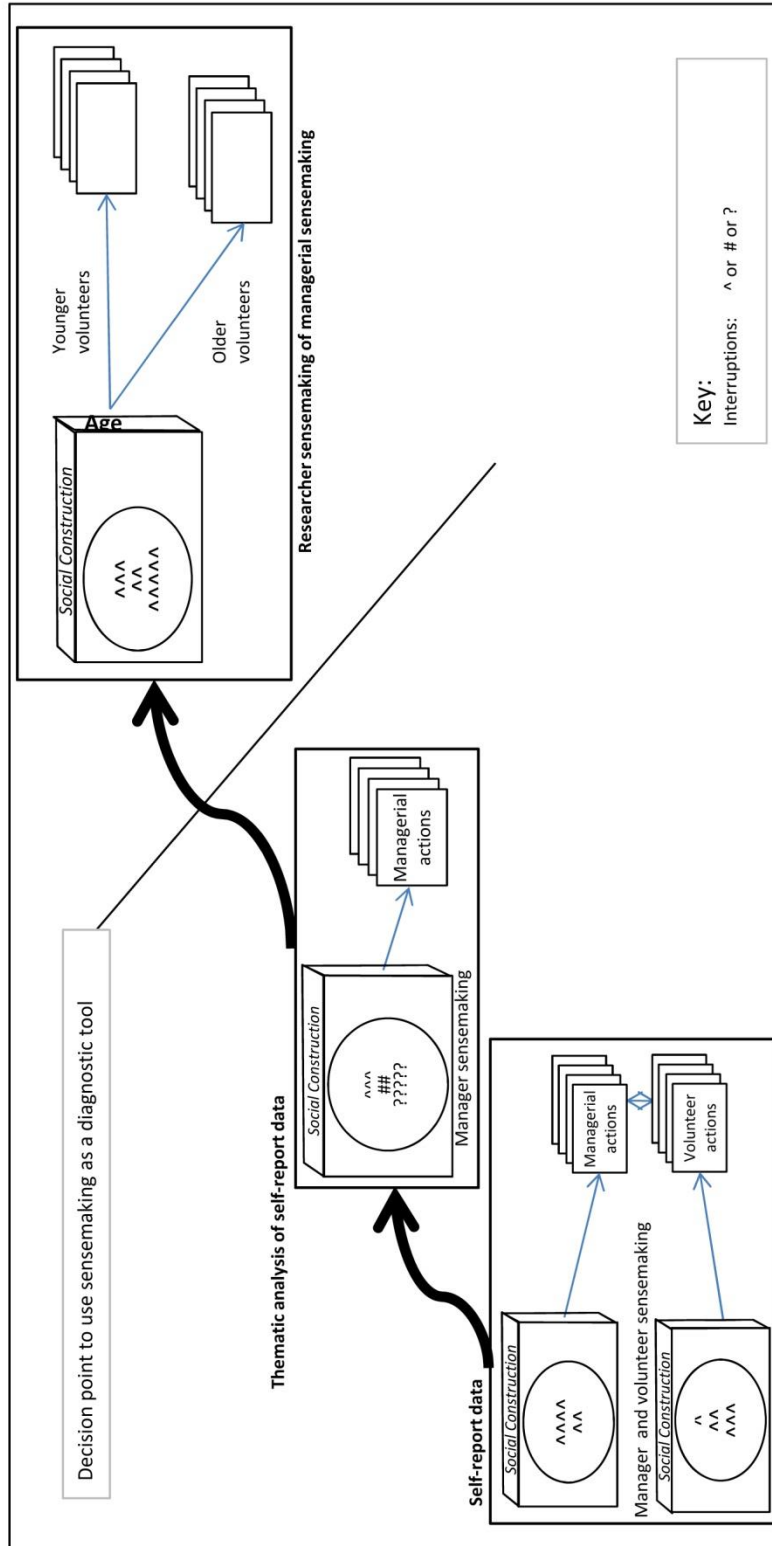 Decision point to use sensemaking as a diagnostic tool
Social Construction
^^^
^^
^^^^^
Age
Younger
volunteers
Older
volunteers
Researcher sensemaking of managerial sensemaking
Thematic analysis of self-report data
Social Construction
^^^
##
?????
Managerial
actions
Manager sensemaking
Self-report data
Social Construction
^^^^
^^
Managerial
actions
Manager and volunteer sensemaking
Social Construction
^
^^
^^^
Volunteer
actions
Key:
Interruptions: ^ or # or ?